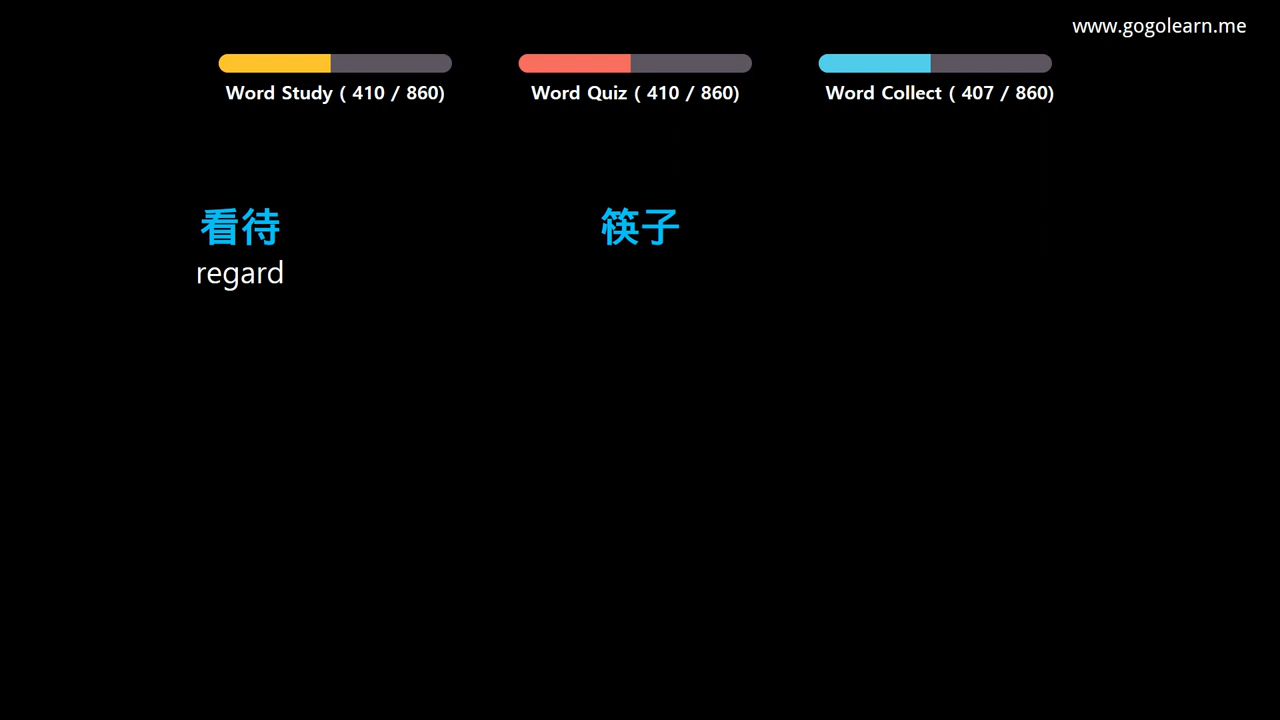 www.gogolearn.me
Word Study ( 410 / 860)
Word Quiz ( 410 / 860)
Word Collect ( 407 / 860)
看待
筷子
regard